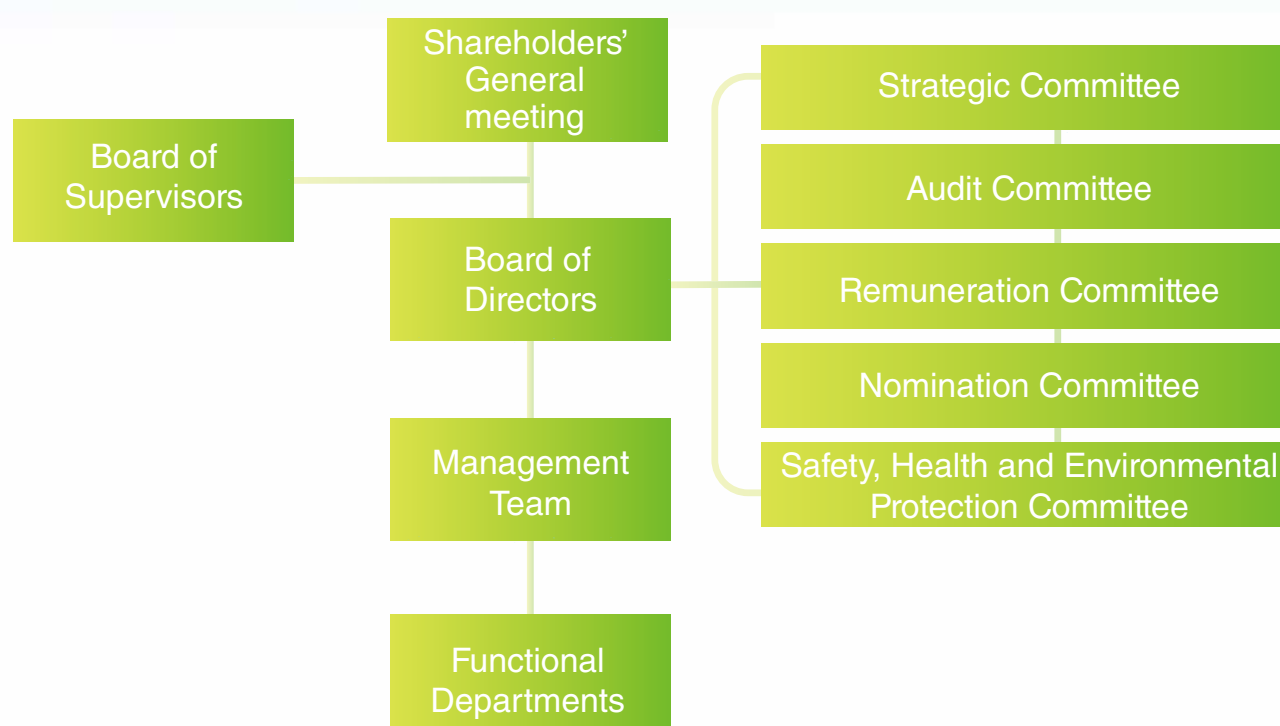 Shareholders’
General
meeting
Board of
Supervisors
Board of
Directors
Management
Team
Functional
Departments
Strategic Committee
Audit Committee
Remuneration Committee
Nomination Committee
Safety, Health and Environmental
Protection Committee